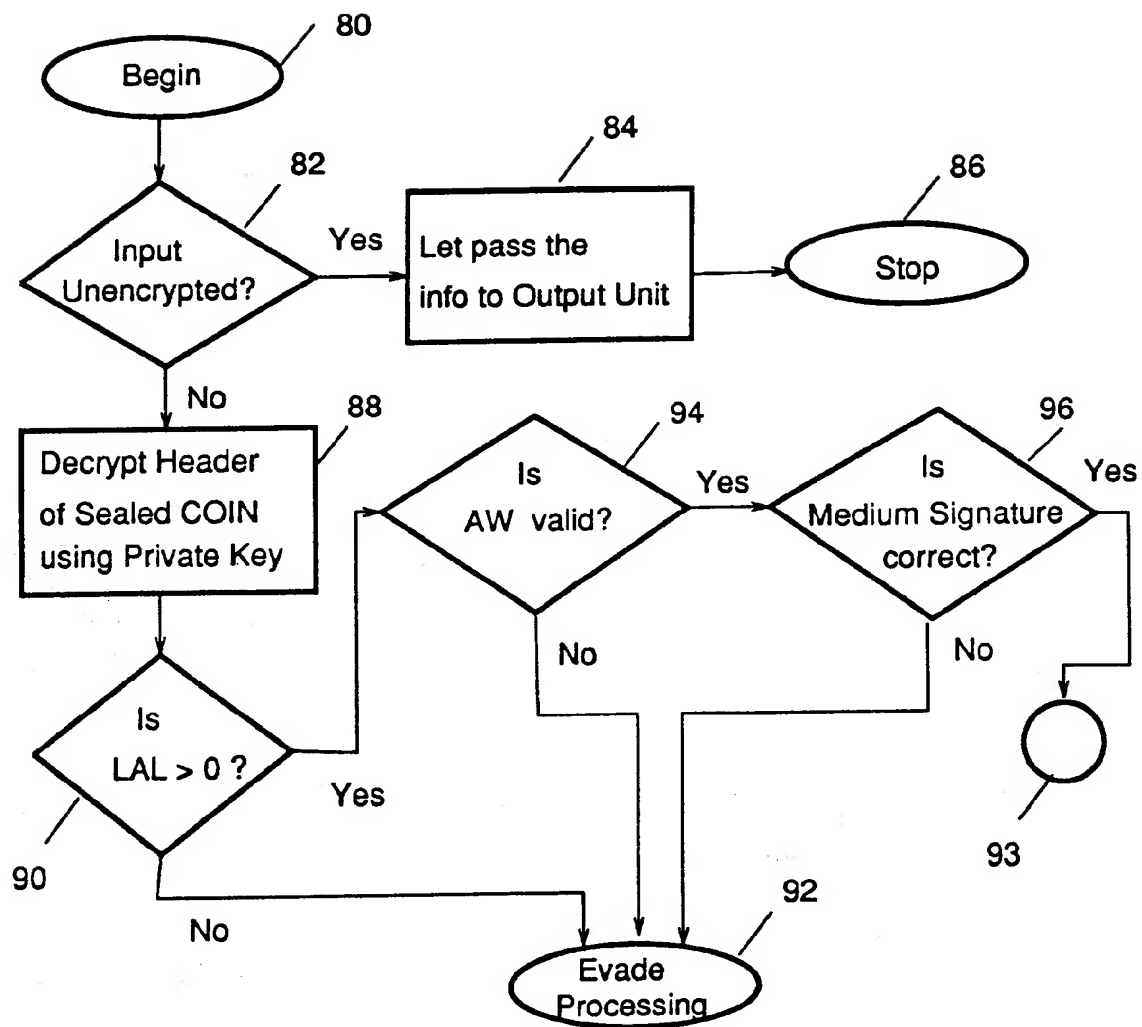 80
Begin
82
Input
Unencrypted?
Yes
84
Let pass the
info to Output Unit
86
Stop
No
88
Decrypt Header
of Sealed COIN
using Private Key
94
Is
AW valid?
Yes
96
Is
Medium Signature
correct?
Yes
No
No
Is
LAL > 0 ?
Yes
90
No
93
92
Evade
Processing